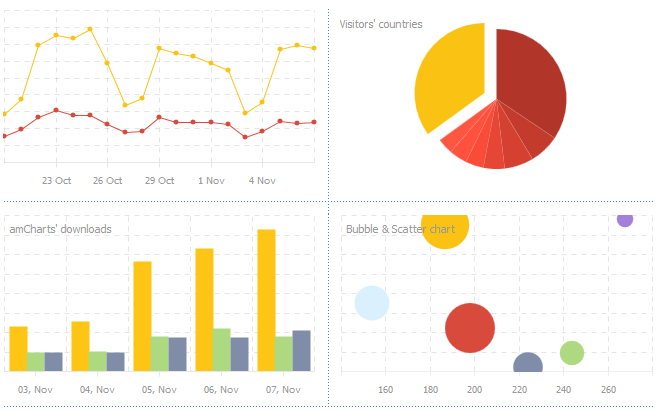 Visitors' countries
23 Oct 26 Oct 29 Oct 1 Nov 4 Nov
amCharts' downloads
Bubble & Scatter chart
03, Nov 04, Nov 05, Nov 06, Nov 07, Nov
160 180 200 220 240 260